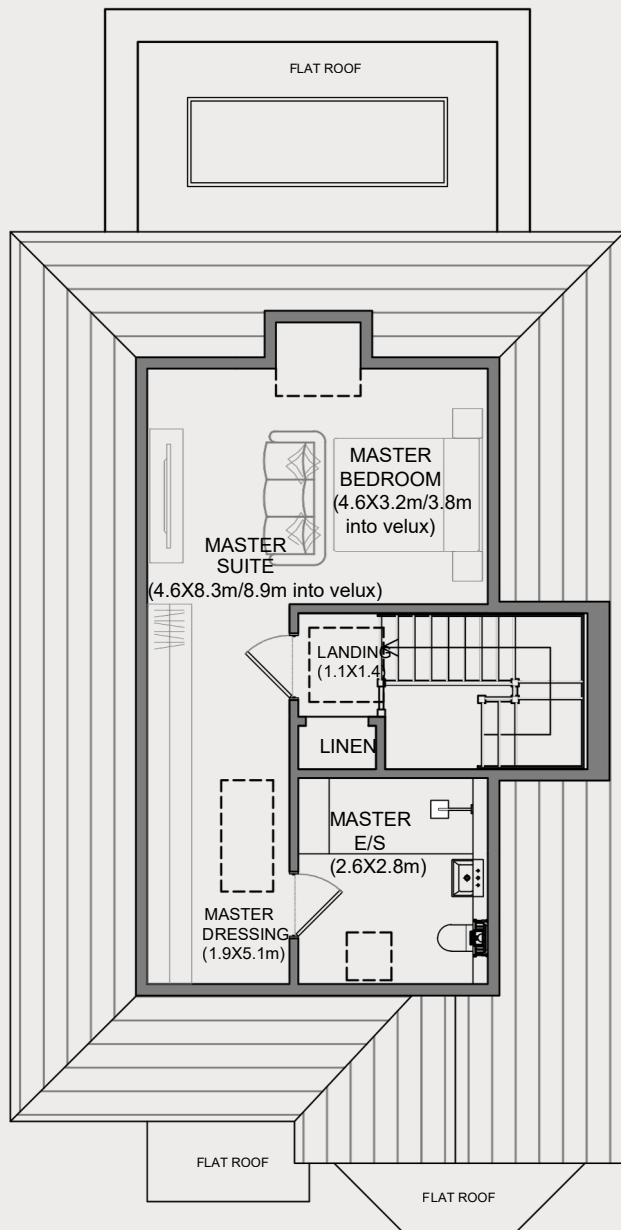 FLAT ROOF
MASTER
BEDROOM
(4.6X3.2m/3.8m
into velux)
MASTER
SUITE
(4.6X8.3m/8.9m into velux)
LANDING
(1.1X1.4
LINEN
MASTER
E/S
(2.6X2.8m)
MASTER
DRESSING
(1.9X5.1m)
FLAT ROOF
FLAT ROOF